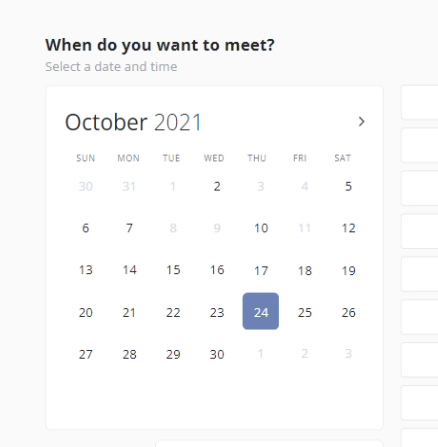 When do you want to meet?
Select a date and time
October 2021
SUN MON TUE WED THU FRI SAT
30 31 1 2 3 4 5
6 7 8 9 10 11 12
13 14 15 16 17 18 19
20 21 22 23 24 25 26
27 28 29 30 1 2 3